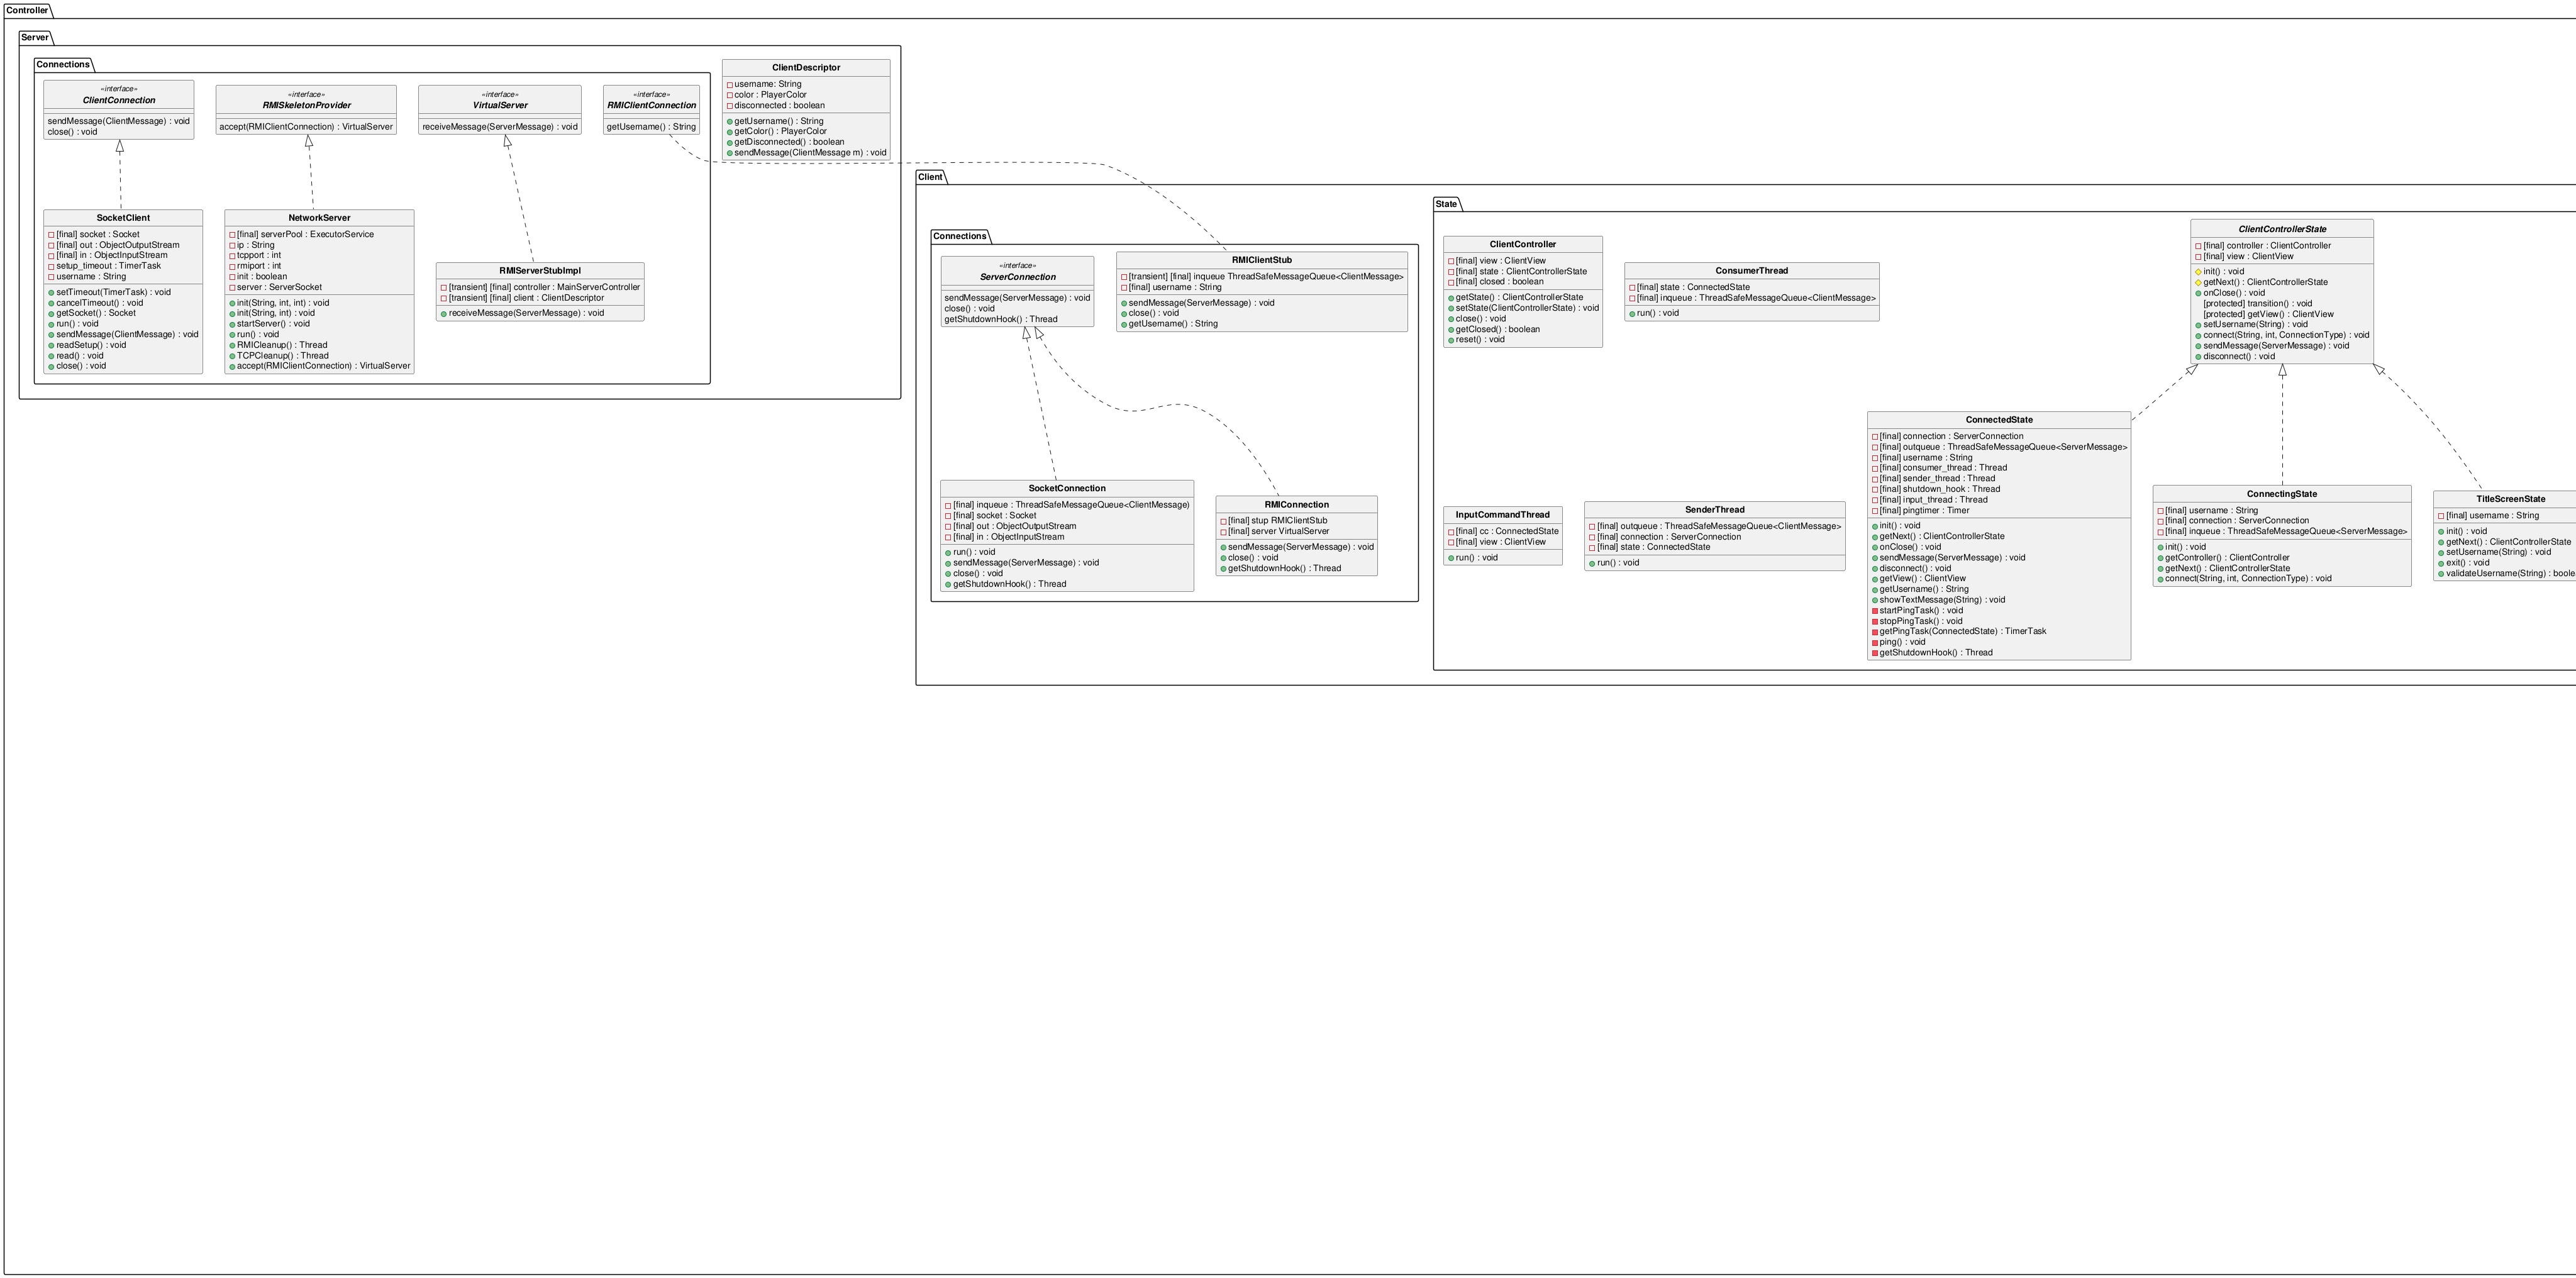 Controller
Server
Connections
«interface»
ClientConnection
sendMessage(ClientMessage) : void
close() : void
«interface»
RMISkeletonProvider
accept(RMIClientConnection) : VirtualServer
«interface»
VirtualServer
receiveMessage(ServerMessage) : void
«interface»
RMIClientConnection
getUsername() : String
ClientDescriptor
username: String
color : PlayerColor
disconnected : boolean
getUsername() : String
getColor() : PlayerColor
getDisconnected() : boolean
sendMessage(ClientMessage m) : void
SocketClient
[final] socket : Socket
[final] out : ObjectOutputStream
[final] in : ObjectInputStream
setup_timeout : TimerTask
username : String
setTimeout(TimerTask) : void
cancelTimeout() : void
getSocket() : Socket
run() : void
sendMessage(ClientMessage) : void
readSetup() : void
read() : void
close() : void
NetworkServer
[final] serverPool : ExecutorService
ip : String
tcpport : int
rmiport : int
init : boolean
server : ServerSocket
init(String, int, int) : void
init(String, int) : void
startServer() : void
run() : void
RMICleanup() : Thread
TCPCleanup() : Thread
accept(RMIClientConnection) : VirtualServer
RMIServerStubImpl
[transient] [final] controller : MainServerController
[transient] [final] client : ClientDescriptor
receiveMessage(ServerMessage) : void
Client
Connections
«interface»
ServerConnection
sendMessage(ServerMessage) : void
close() : void
getShutdownHook() : Thread
RMIClientStub
[transient] [final] inqueue ThreadSafeMessageQueue<ClientMessage>
[final] username : String
sendMessage(ServerMessage) : void
close() : void
getUsername() : String
SocketConnection
[final] inqueue : ThreadSafeMessageQueue<ClientMessage)
[final] socket : Socket
[final] out : ObjectOutputStream
[final] in : ObjectInputStream
run() : void
sendMessage(ServerMessage) : void
close() : void
getShutdownHook() : Thread
RMIConnection
[final] stup RMIClientStub
[final] server VirtualServer
sendMessage(ServerMessage) : void
close() : void
getShutdownHook() : Thread
State
ClientController
[final] view : ClientView
[final] state : ClientControllerState
[final] closed : boolean
getState() : ClientControllerState
setState(ClientControllerState) : void
close() : void
getClosed() : boolean
reset() : void
ConsumerThread
[final] state : ConnectedState
[final] inqueue : ThreadSafeMessageQueue<ClientMessage>
run() : void
ClientControllerState
[final] controller : ClientController
[final] view : ClientView
init() : void
getNext() : ClientControllerState
onClose() : void
[protected] transition() : void
[protected] getView() : ClientView
setUsername(String) : void
connect(String, int, ConnectionType) : void
sendMessage(ServerMessage) : void
disconnect() : void
InputCommandThread
[final] cc : ConnectedState
[final] view : ClientView
run() : void
SenderThread
[final] outqueue : ThreadSafeMessageQueue<ClientMessage>
[final] connection : ServerConnection
[final] state : ConnectedState
run() : void
ConnectedState
[final] connection : ServerConnection
[final] outqueue : ThreadSafeMessageQueue<ServerMessage>
[final] username : String
[final] consumer_thread : Thread
[final] sender_thread : Thread
[final] shutdown_hook : Thread
[final] input_thread : Thread
[final] pingtimer : Timer
init() : void
getNext() : ClientControllerState
onClose() : void
sendMessage(ServerMessage) : void
disconnect() : void
getView() : ClientView
getUsername() : String
showTextMessage(String) : void
startPingTask() : void
stopPingTask() : void
getPingTask(ConnectedState) : TimerTask
ping() : void
getShutdownHook() : Thread
ConnectingState
[final] username : String
[final] connection : ServerConnection
[final] inqueue : ThreadSafeMessageQueue<ServerMessage>
init() : void
getController() : ClientController
getNext() : ClientControllerState
connect(String, int, ConnectionType) : void
TitleScreenState
[final] username : String
init() : void
getNext() : ClientControllerState
setUsername(String) : void
exit() : void
validateUsername(String) :